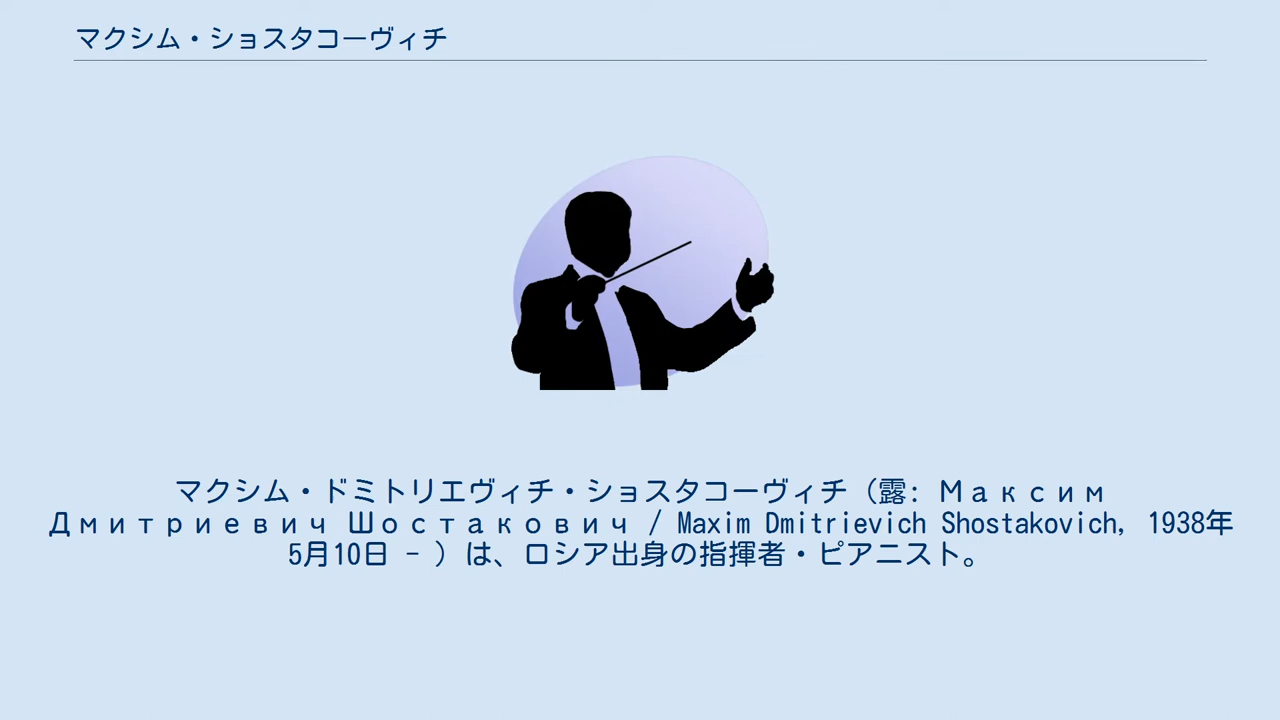 マクシム・ショスタコーヴィチ
マクシム・ドミトリエヴィチ・ショスタコーヴィチ（露: Максим
Дмитриевич Шостакович / Maxim Dmitrievich Shostakovich, 1938年
5月10日 - ）は、ロシア出身の指揮者・ピアニスト。